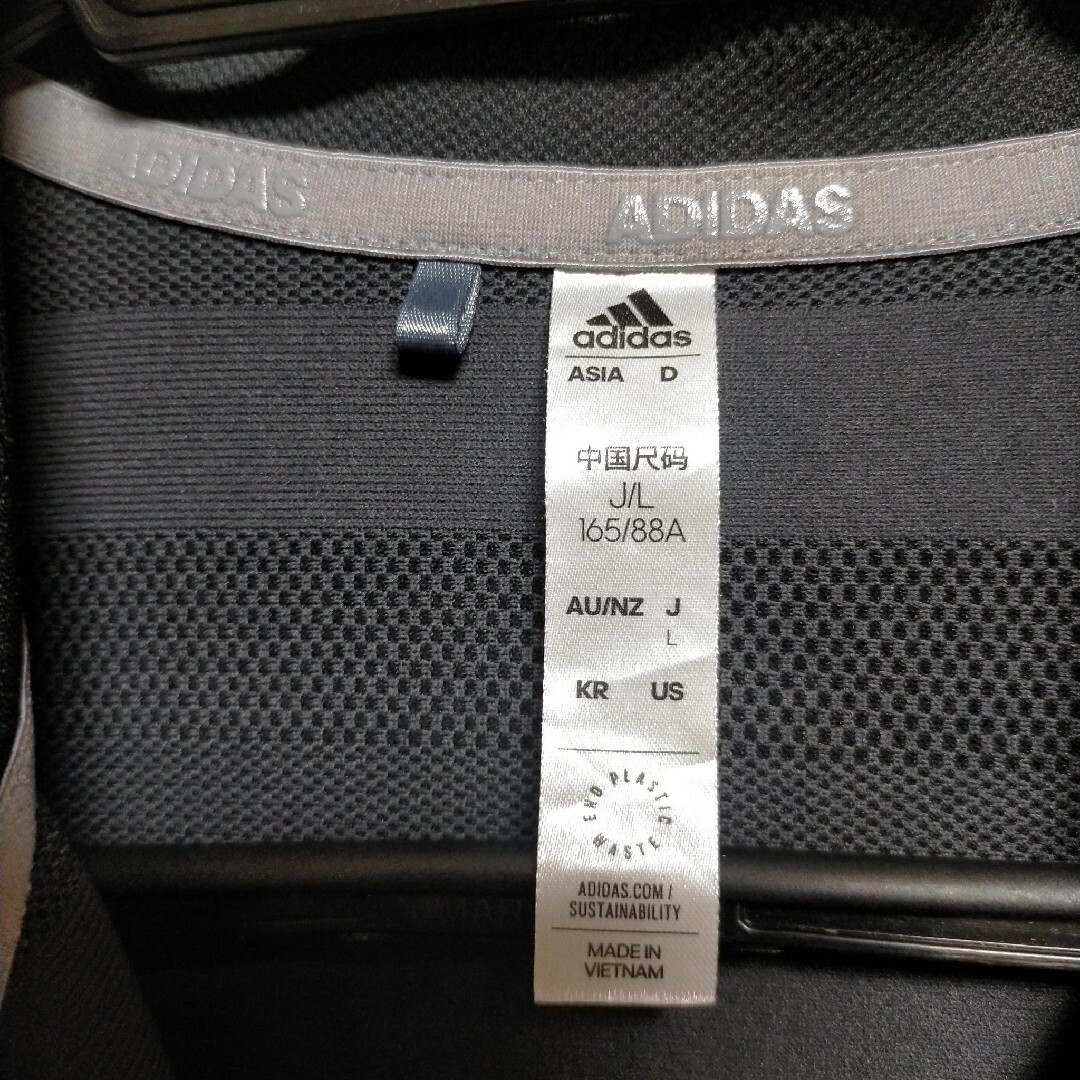 ADIDAS
ADIDAS
adidas
ASIA D
中国尺码
J/L
165/88A
AU/NZ J
L
KR US
END PLASTIC WASTE
ADIDAS.COM/
SUSTAINABILITY
MADE IN
VIETNAM